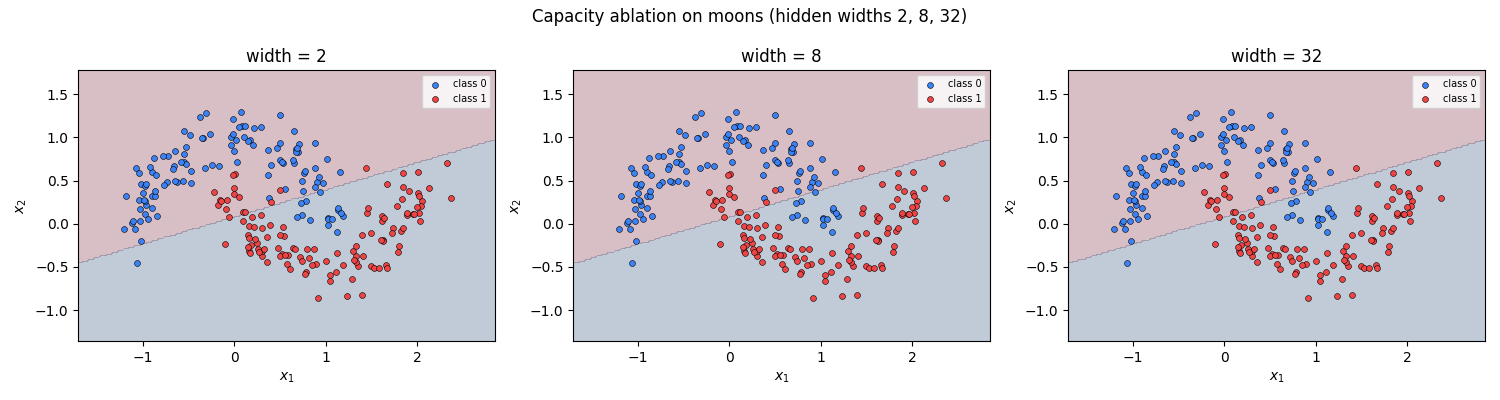 Capacity ablation on moons (hidden widths 2, 8, 32)
width = 2
class 0
class 1
1.5
1.0
0.5
0.0
−0.5
−1.0
x₂
−1
0
1
2
x₁
width = 8
class 0
class 1
1.5
1.0
0.5
0.0
−0.5
−1.0
x₂
−1
0
1
2
x₁
width = 32
class 0
class 1
1.5
1.0
0.5
0.0
−0.5
−1.0
x₂
−1
0
1
2
x₁